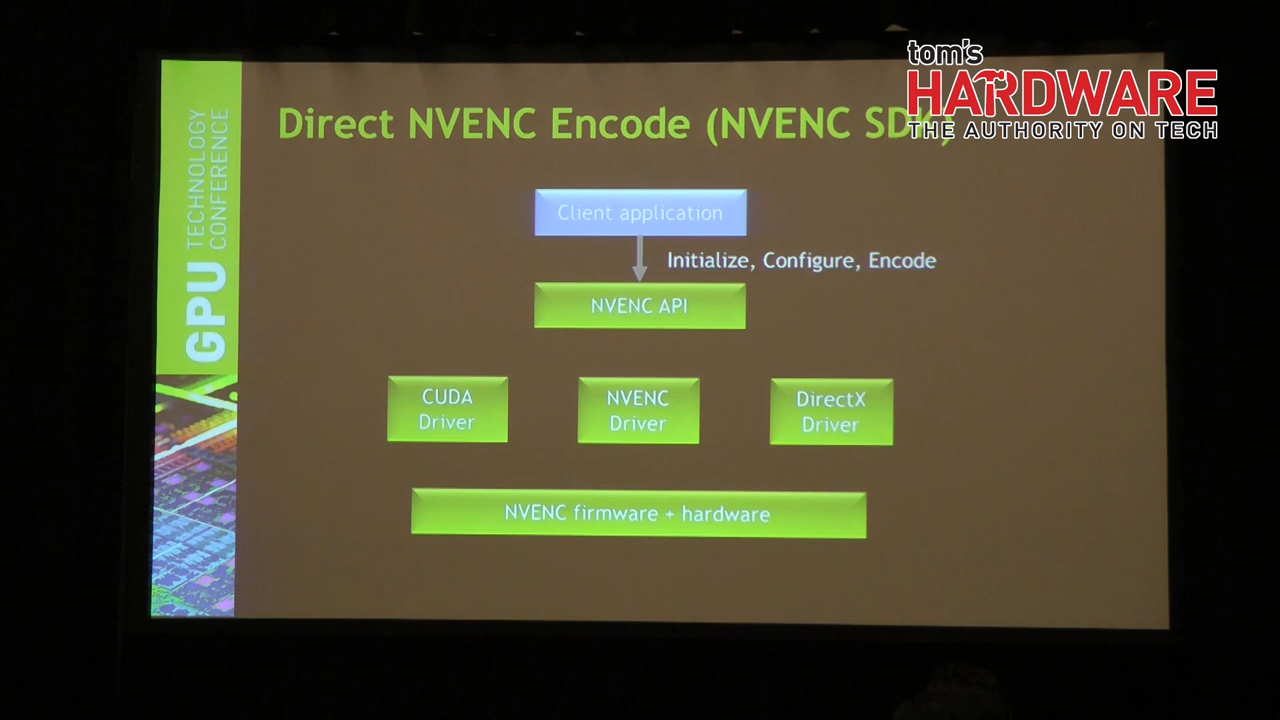 tom's
HARDWARE
THE AUTHORITY ON TECH
GPU TECHNOLOGY
CONFERENCE
Direct NVENC Encode (NVENC SDK)
Client application
Initialize, Configure, Encode
NVENC API
CUDA
Driver
NVENC
Driver
DirectX
Driver
NVENC firmware + hardware